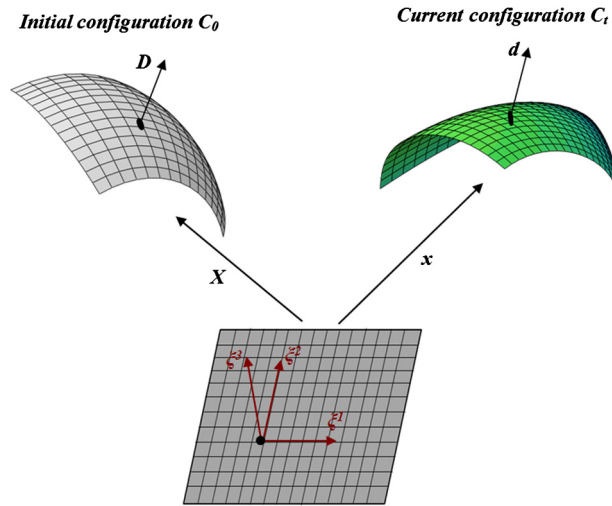 Initial configuration C₀
Current configuration Cₜ
D
d
X
x
ξ³
ξ²
ξ¹